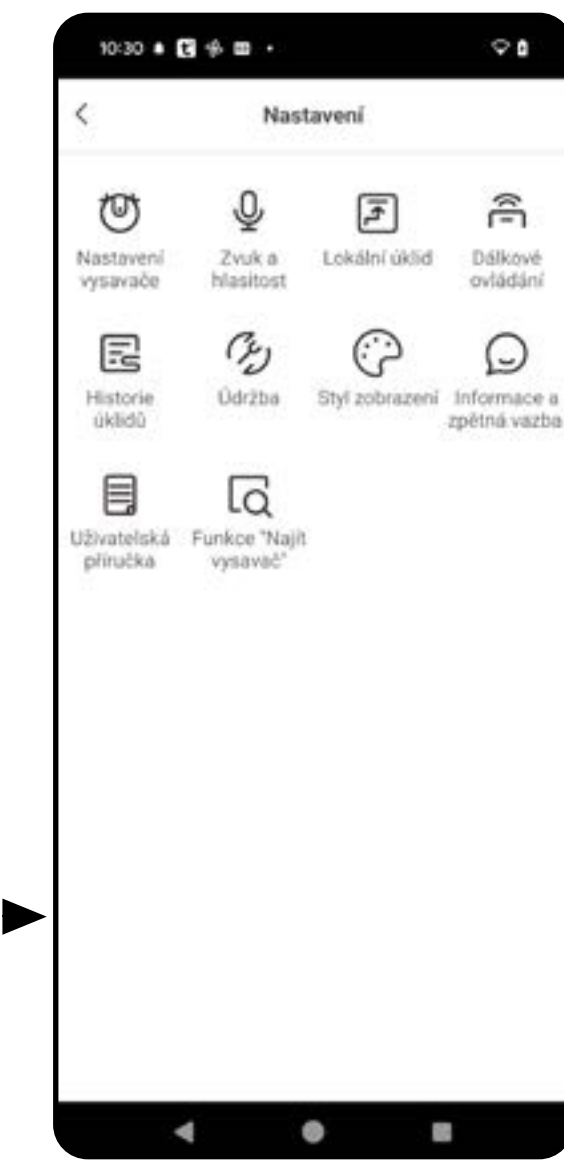 10:30
Nastavení
Nastavení vysavače
Zvuk a hlasitost
Lokální úklid
Dálkové ovládání
Historie úklidů
Údržba
Styl zobrazení
Informace a zpětná vazba
Uživatelská příručka
Funkce "Najít vysavač"